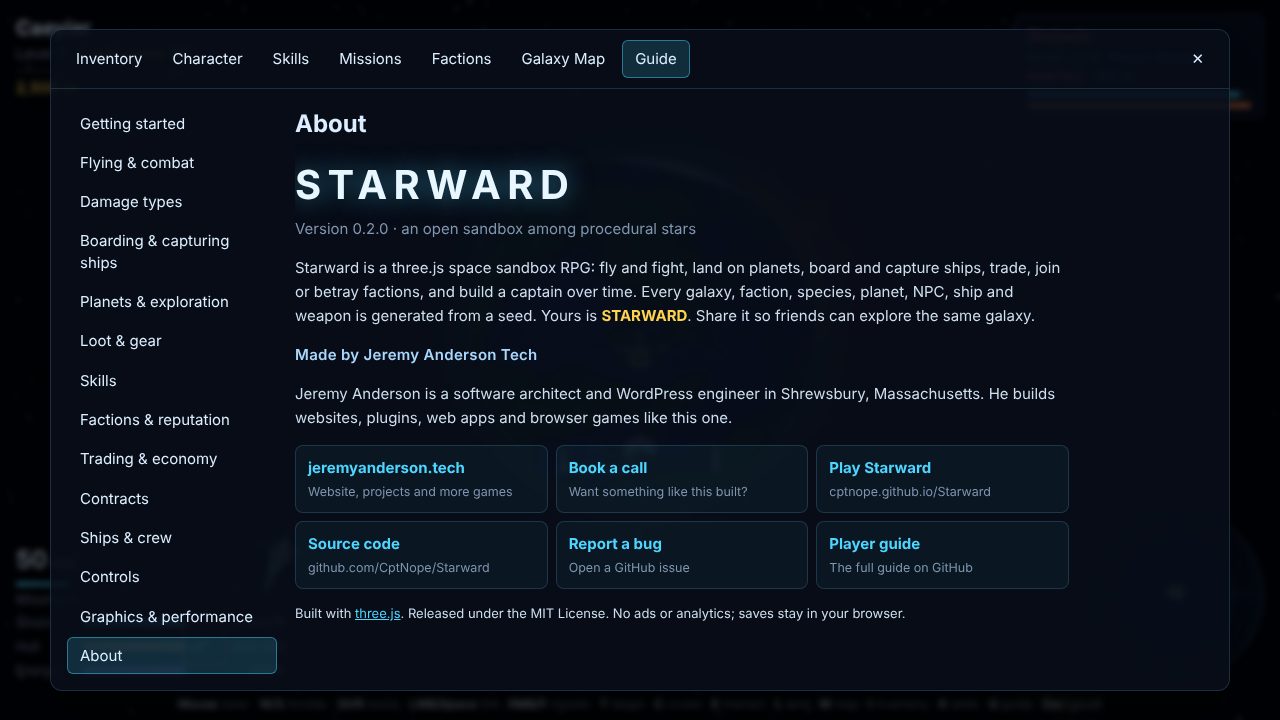 Inventory Character Skills Missions Factions Galaxy Map Guide ×
Getting started
Flying & combat
Damage types
Boarding & capturing
ships
Planets & exploration
Loot & gear
Skills
Factions & reputation
Trading & economy
Contracts
Ships & crew
Controls
Graphics & performance
About
About
STARWARD
Version 0.2.0 · an open sandbox among procedural stars
Starward is a three.js space sandbox RPG: fly and fight, land on planets, board and capture ships, trade, join
or betray factions, and build a captain over time. Every galaxy, faction, species, planet, NPC, ship and
weapon is generated from a seed. Yours is STARWARD. Share it so friends can explore the same galaxy.
Made by Jeremy Anderson Tech
Jeremy Anderson is a software architect and WordPress engineer in Shrewsbury, Massachusetts. He builds
websites, plugins, web apps and browser games like this one.
jeremyanderson.tech
Website, projects and more games
Book a call
Want something like this built?
Play Starward
cptnope.github.io/Starward
Source code
github.com/CptNope/Starward
Report a bug
Open a GitHub issue
Player guide
The full guide on GitHub
Built with three.js. Released under the MIT License. No ads or analytics; saves stay in your browser.